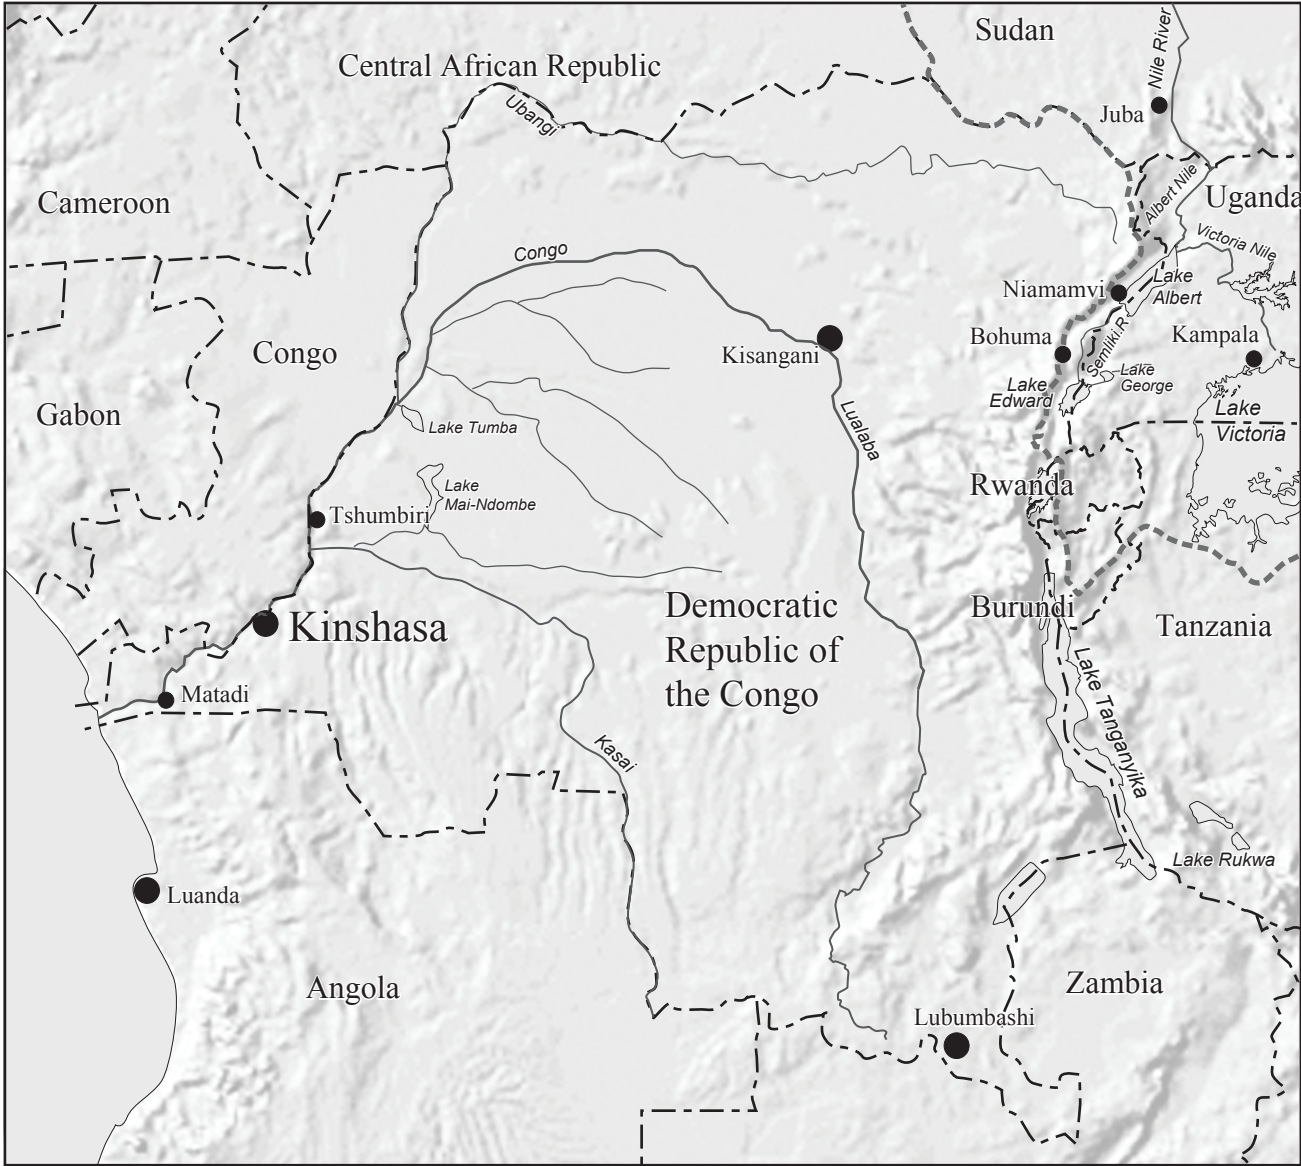 Sudan
Nile River
Central African Republic
Ubangi
Juba
Albert Nile
Uganda
Cameroon
Victoria Nile
Congo
Lake
Albert
Niamamvi
Semliki.R
Kampala
Bohuma
Kisangani
Congo
Lake
George
Lake
Edward
Lake
Victoria
Gabon
Lualaba
Lake Tumba
Lake
Mai-Ndombe
Rwanda
Tshumbiri
Democratic
Republic of
the Congo
Burundi
Tanzania
Kinshasa
Lake Tanganyika
Matadi
Kasai
Lake Rukwa
Luanda
Angola
Zambia
Lubumbashi